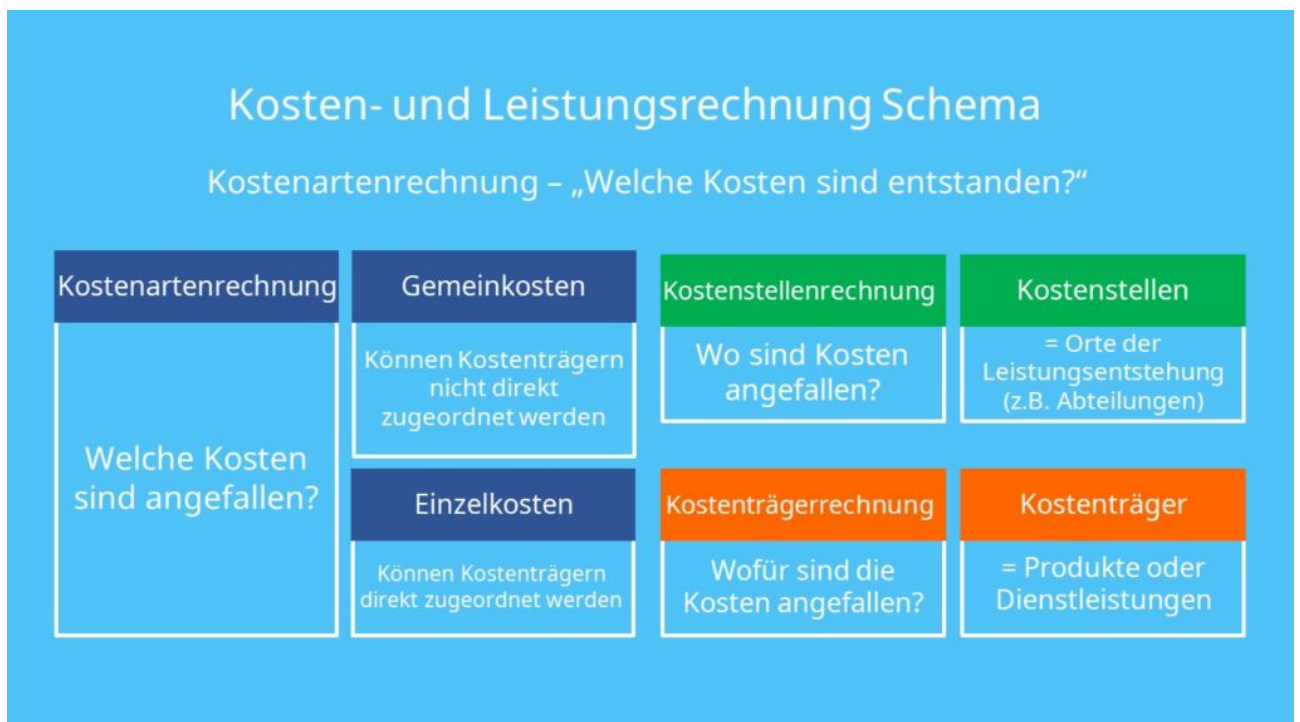 Kosten- und Leistungsrechnung Schema
Kostenartenrechnung – „Welche Kosten sind entstanden?“
Kostenartenrechnung
Welche Kosten
sind angefallen?
Gemeinkosten
Können Kostenträgern
nicht direkt
zugeordnet werden
Einzelkosten
Können Kostenträgern
direkt zugeordnet werden
Kostenstellenrechnung
Wo sind Kosten
angefallen?
Kostenstellen
= Orte der
Leistungsentstehung
(z.B. Abteilungen)
Kostenträgerrechnung
Wofür sind die
Kosten angefallen?
Kostenträger
= Produkte oder
Dienstleistungen